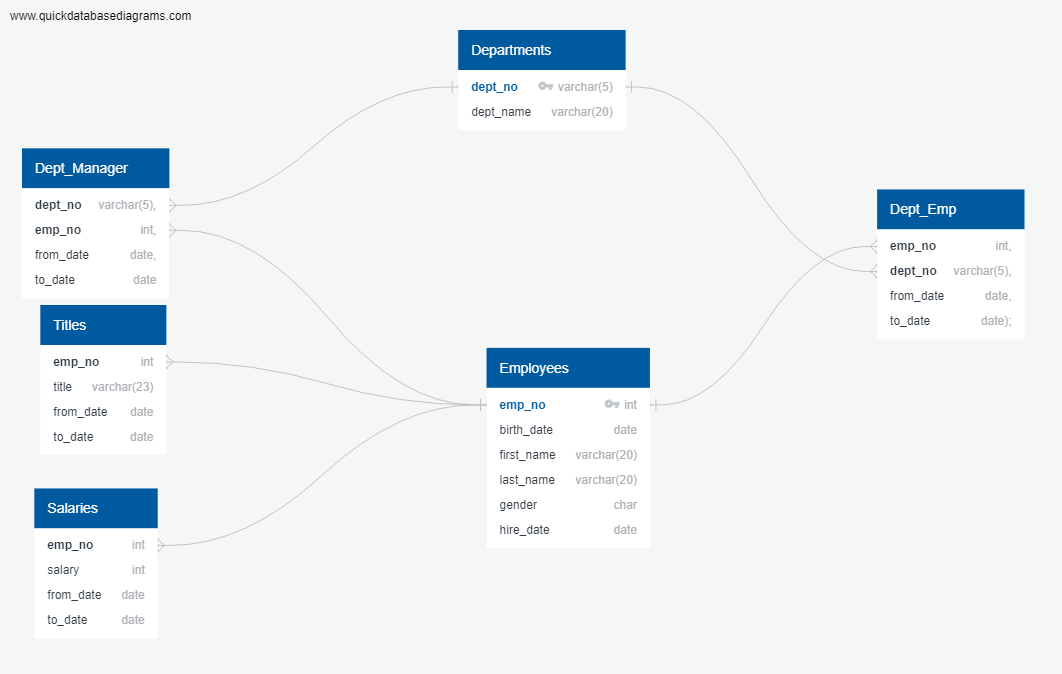 www.quickdatabasediagrams.com
Departments
dept_no varchar(5)
dept_name varchar(20)
Dept_Manager
dept_no varchar(5),
emp_no int,
from_date date,
to_date date
Dept_Emp
emp_no int,
dept_no varchar(5),
from_date date,
to_date date);
Titles
emp_no int
title varchar(23)
from_date date
to_date date
Employees
emp_no int
birth_date date
first_name varchar(20)
last_name varchar(20)
gender char
hire_date date
Salaries
emp_no int
salary int
from_date date
to_date date